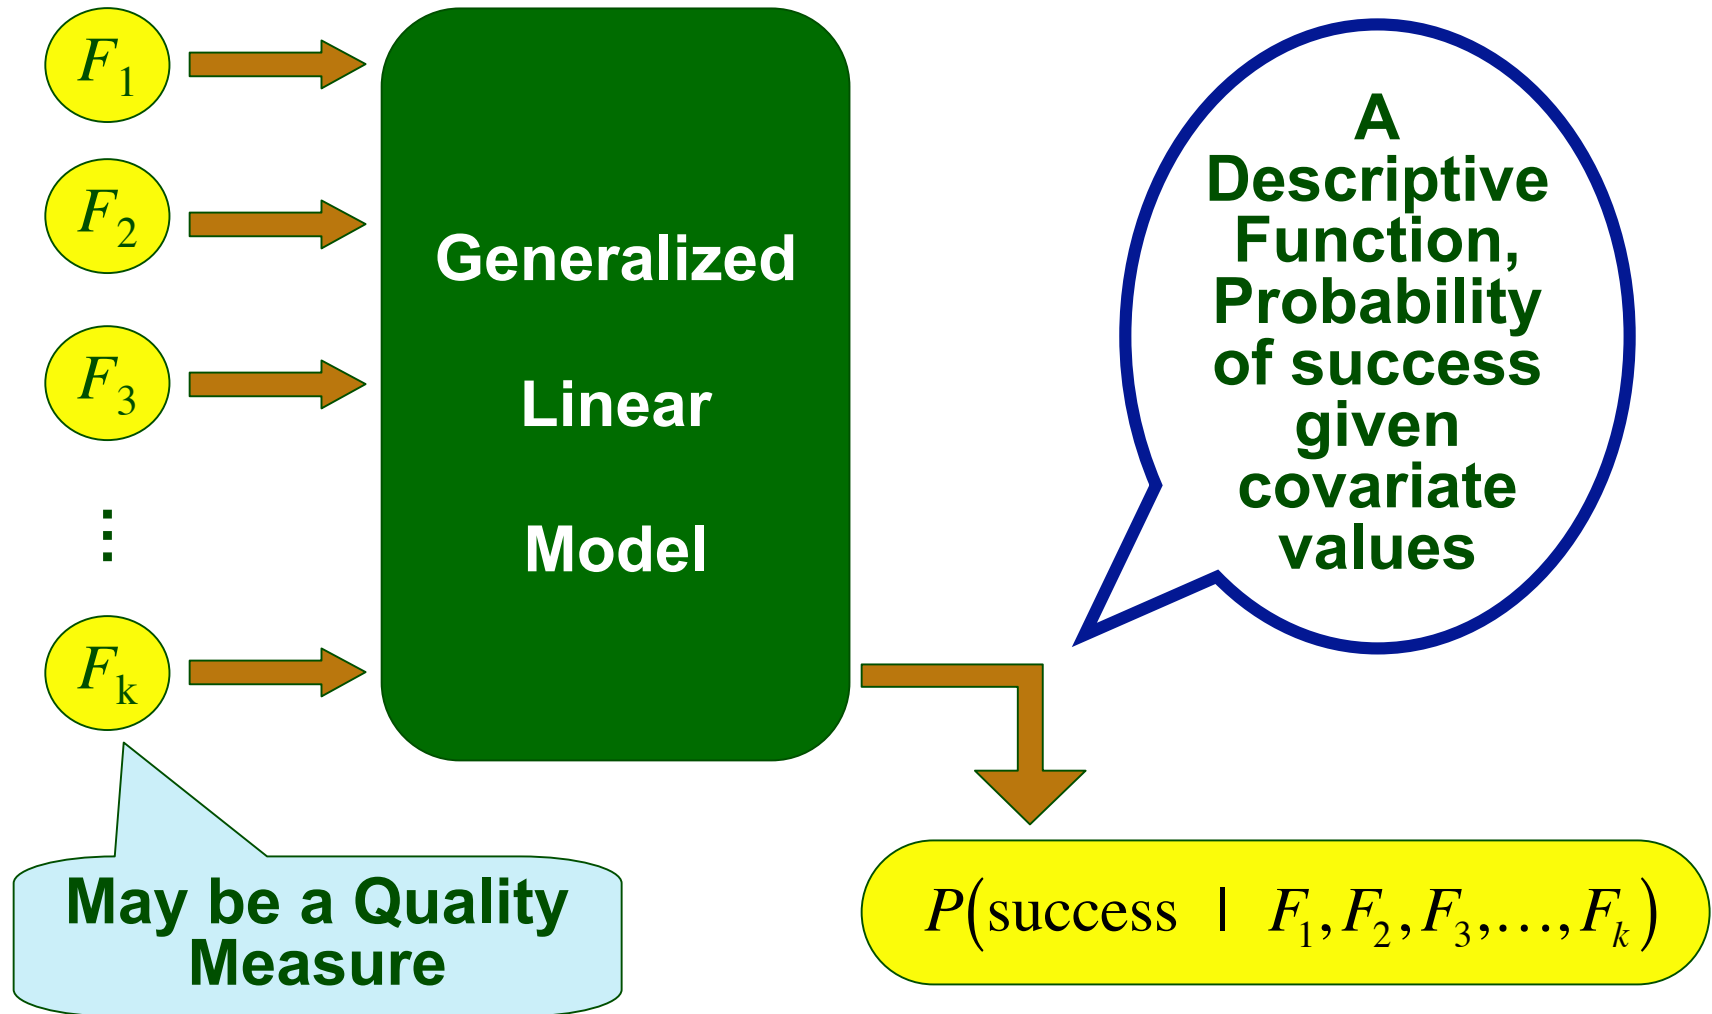 F₁
F₂
F₃
⋮
Fₖ
Generalized
Linear
Model
A
Descriptive
Function,
Probability
of success
given
covariate
values
May be a Quality
Measure
P(success | F₁,F₂,F₃,…,Fₖ)